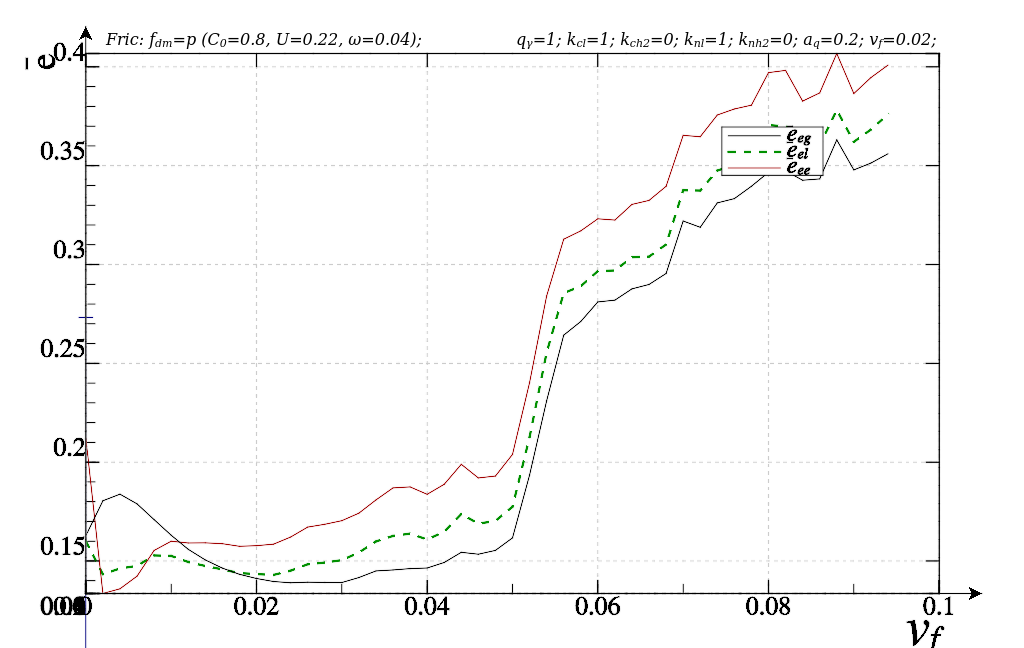 Fric: f_dm=p (C_0=0.8, U=0.22, ω=0.04); q_γ=1; k_cl=1; k_ch2=0; k_nl=1; k_nh2=0; a_q=0.2; v_f=0.02;
ē
0.4
0.35
e_eg
e_el
e_ee
0.3
0.25
0.2
0.15
0.02 0.04 0.06 0.08 0.1
v_f